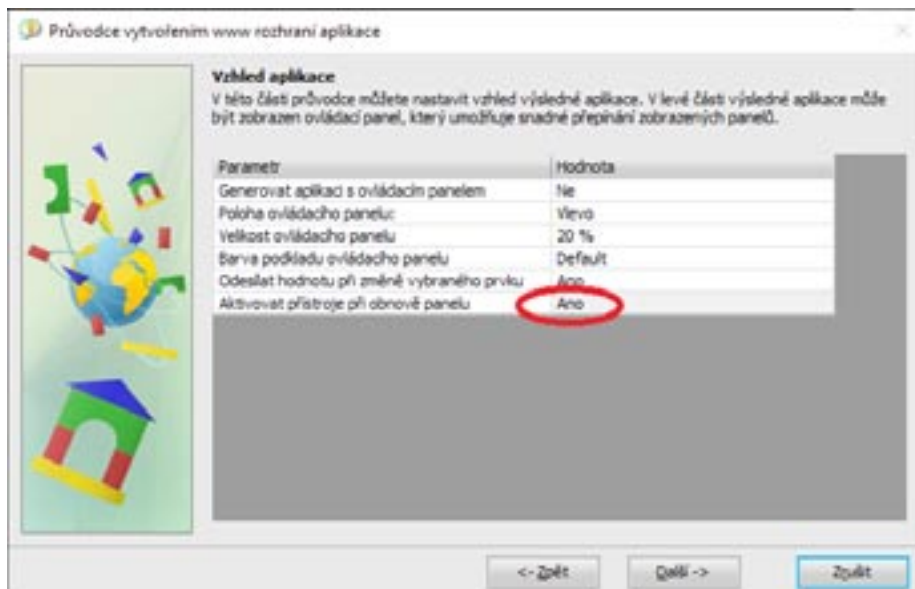 Průvodce vytvořením www rozhraní aplikace
Vzhled aplikace
V této části průvodce můžete nastavit vzhled výsledné aplikace. V levé části výsledné aplikace může
být zobrazen ovládací panel, který umožňuje snadné přepínání zobrazených panelů.
Parametr Hodnota
Generovat aplikaci s ovládacím panelem Ne
Poloha ovládacího panelu: Vlevo
Velikost ovládacího panelu 20 %
Barva podkladu ovládacího panelu Default
Odesílat hodnotu při změně vybraného prvku Ano
Aktivovat přístroje při obnově panelu Ano
<- Zpět Další -> Zrušit